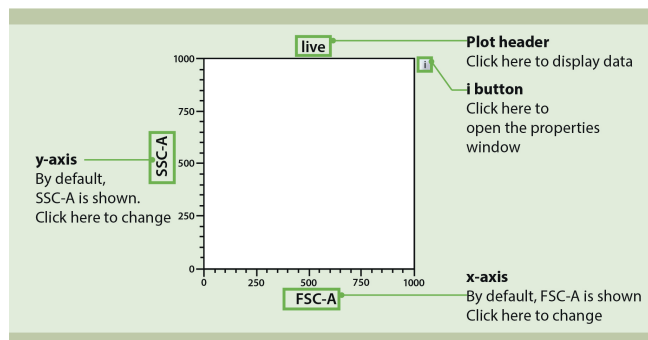 live
Plot header
Click here to display data
i
i button
Click here to
open the properties
window
1000
750
500
250
0
SSC-A
y-axis
By default,
SSC-A is shown.
Click here to change
0 250 500 750 1000
FSC-A
x-axis
By default, FSC-A is shown
Click here to change